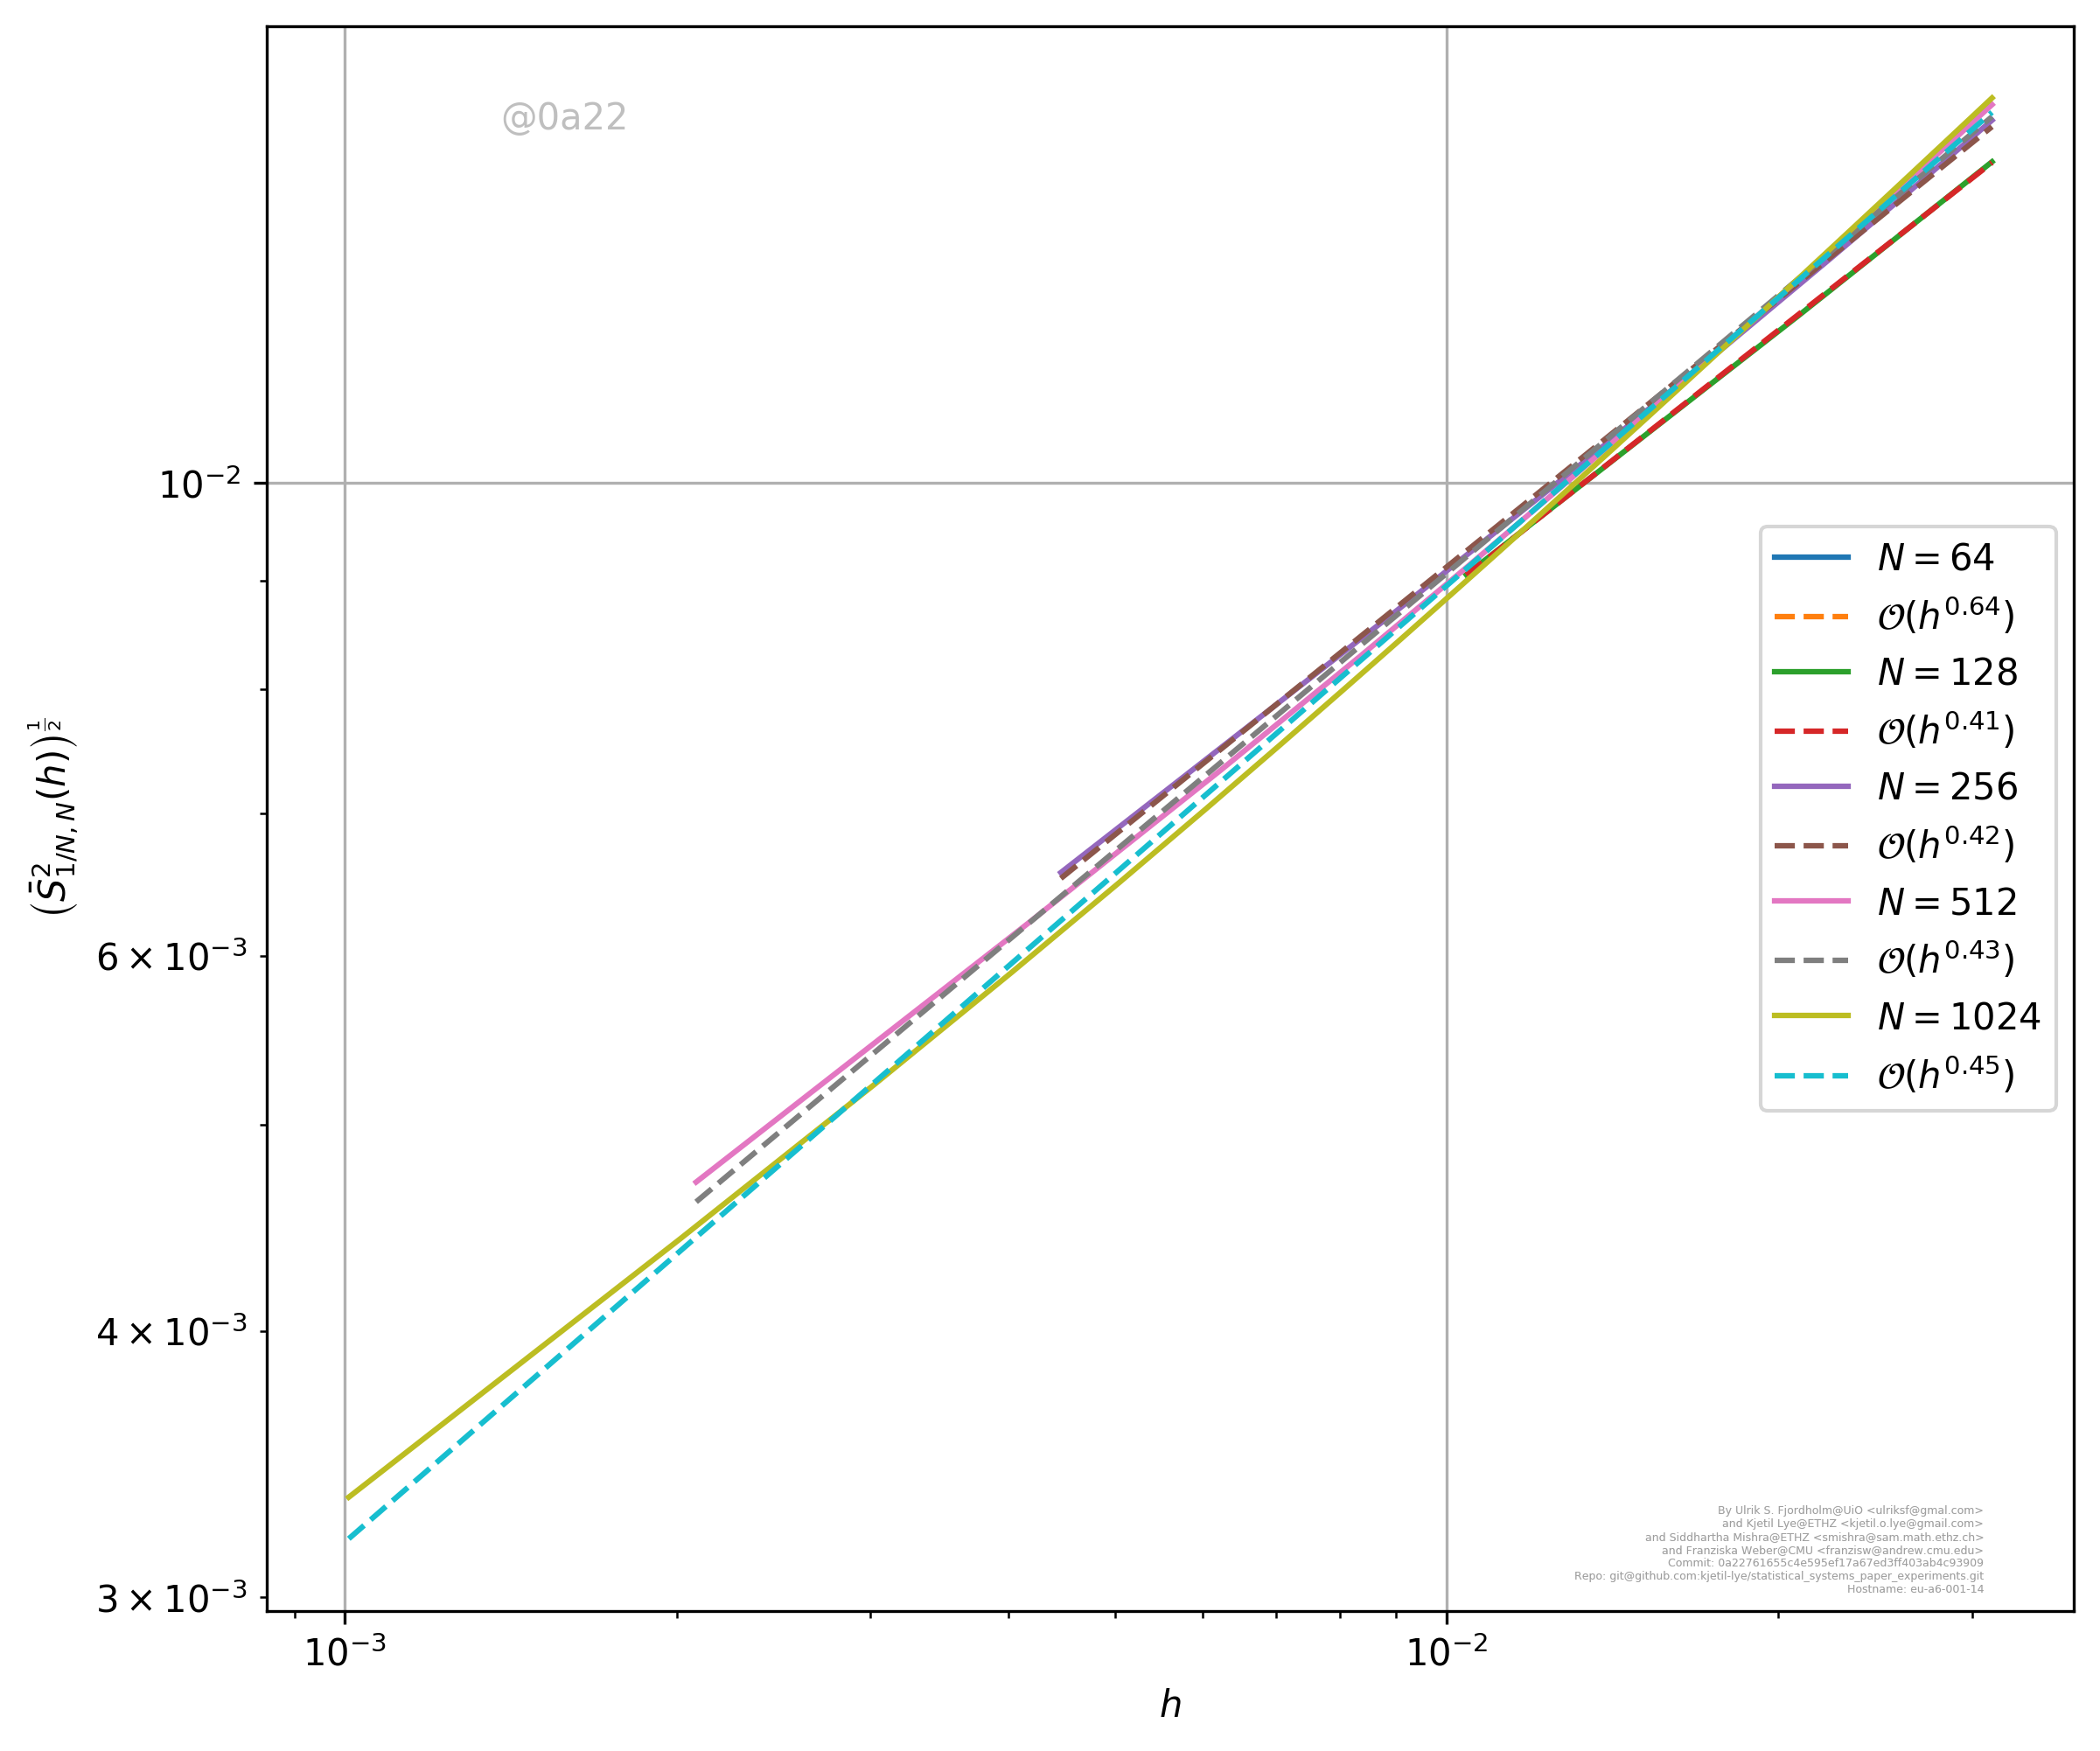 @0a22
10⁻²
6 × 10⁻³
4 × 10⁻³
3 × 10⁻³
(S̄²₁/N, N(h))^½
N = 64
𝒪(h^0.64)
N = 128
𝒪(h^0.41)
N = 256
𝒪(h^0.42)
N = 512
𝒪(h^0.43)
N = 1024
𝒪(h^0.45)
By Ulrik S. Fjordholm@UiO <ulriksf@gmal.com>
and Kjetil Lye@ETHZ <kjetil.o.lye@gmail.com>
and Siddhartha Mishra@ETHZ <smishra@sam.math.ethz.ch>
and Franziska Weber@CMU <franzisw@andrew.cmu.edu>
Commit: 0a22761655c4e595ef17a67ed3ff403ab4c93909
Repo: git@github.com:kjetil-lye/statistical_systems_paper_experiments.git
Hostname: eu-a6-001-14
10⁻³ 10⁻²
h